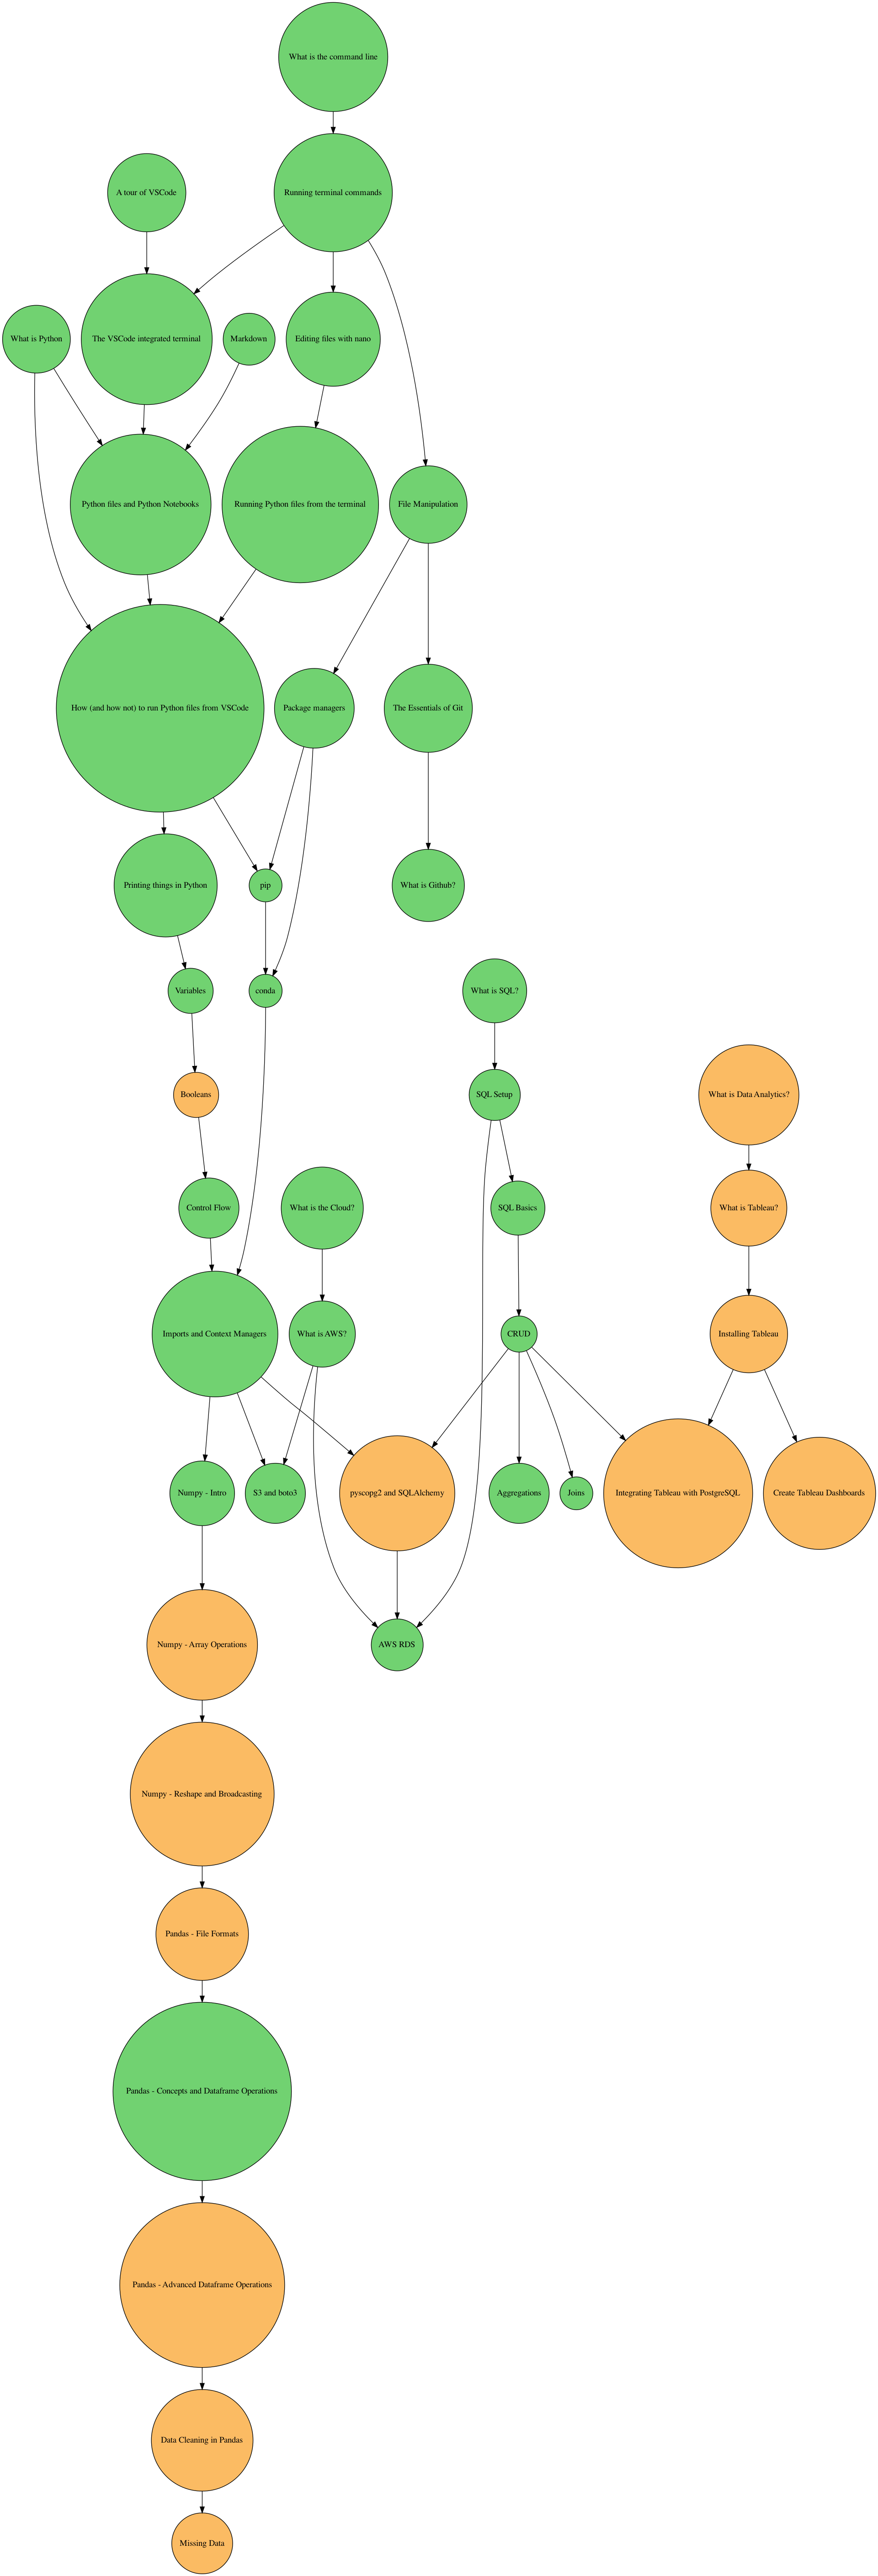 What is the command line
A tour of VSCode
Running terminal commands
What is Python
The VSCode integrated terminal
Markdown
Editing files with nano
Python files and Python Notebooks
Running Python files from the terminal
File Manipulation
How (and how not) to run Python files from VSCode
Package managers
The Essentials of Git
Printing things in Python
pip
What is Github?
Variables
conda
What is SQL?
Booleans
SQL Setup
What is Data Analytics?
Control Flow
What is the Cloud?
SQL Basics
What is Tableau?
Imports and Context Managers
What is AWS?
CRUD
Installing Tableau
Numpy - Intro
S3 and boto3
pyscopg2 and SQLAlchemy
Aggregations
Joins
Integrating Tableau with PostgreSQL
Create Tableau Dashboards
Numpy - Array Operations
AWS RDS
Numpy - Reshape and Broadcasting
Pandas - File Formats
Pandas - Concepts and Dataframe Operations
Pandas - Advanced Dataframe Operations
Data Cleaning in Pandas
Missing Data